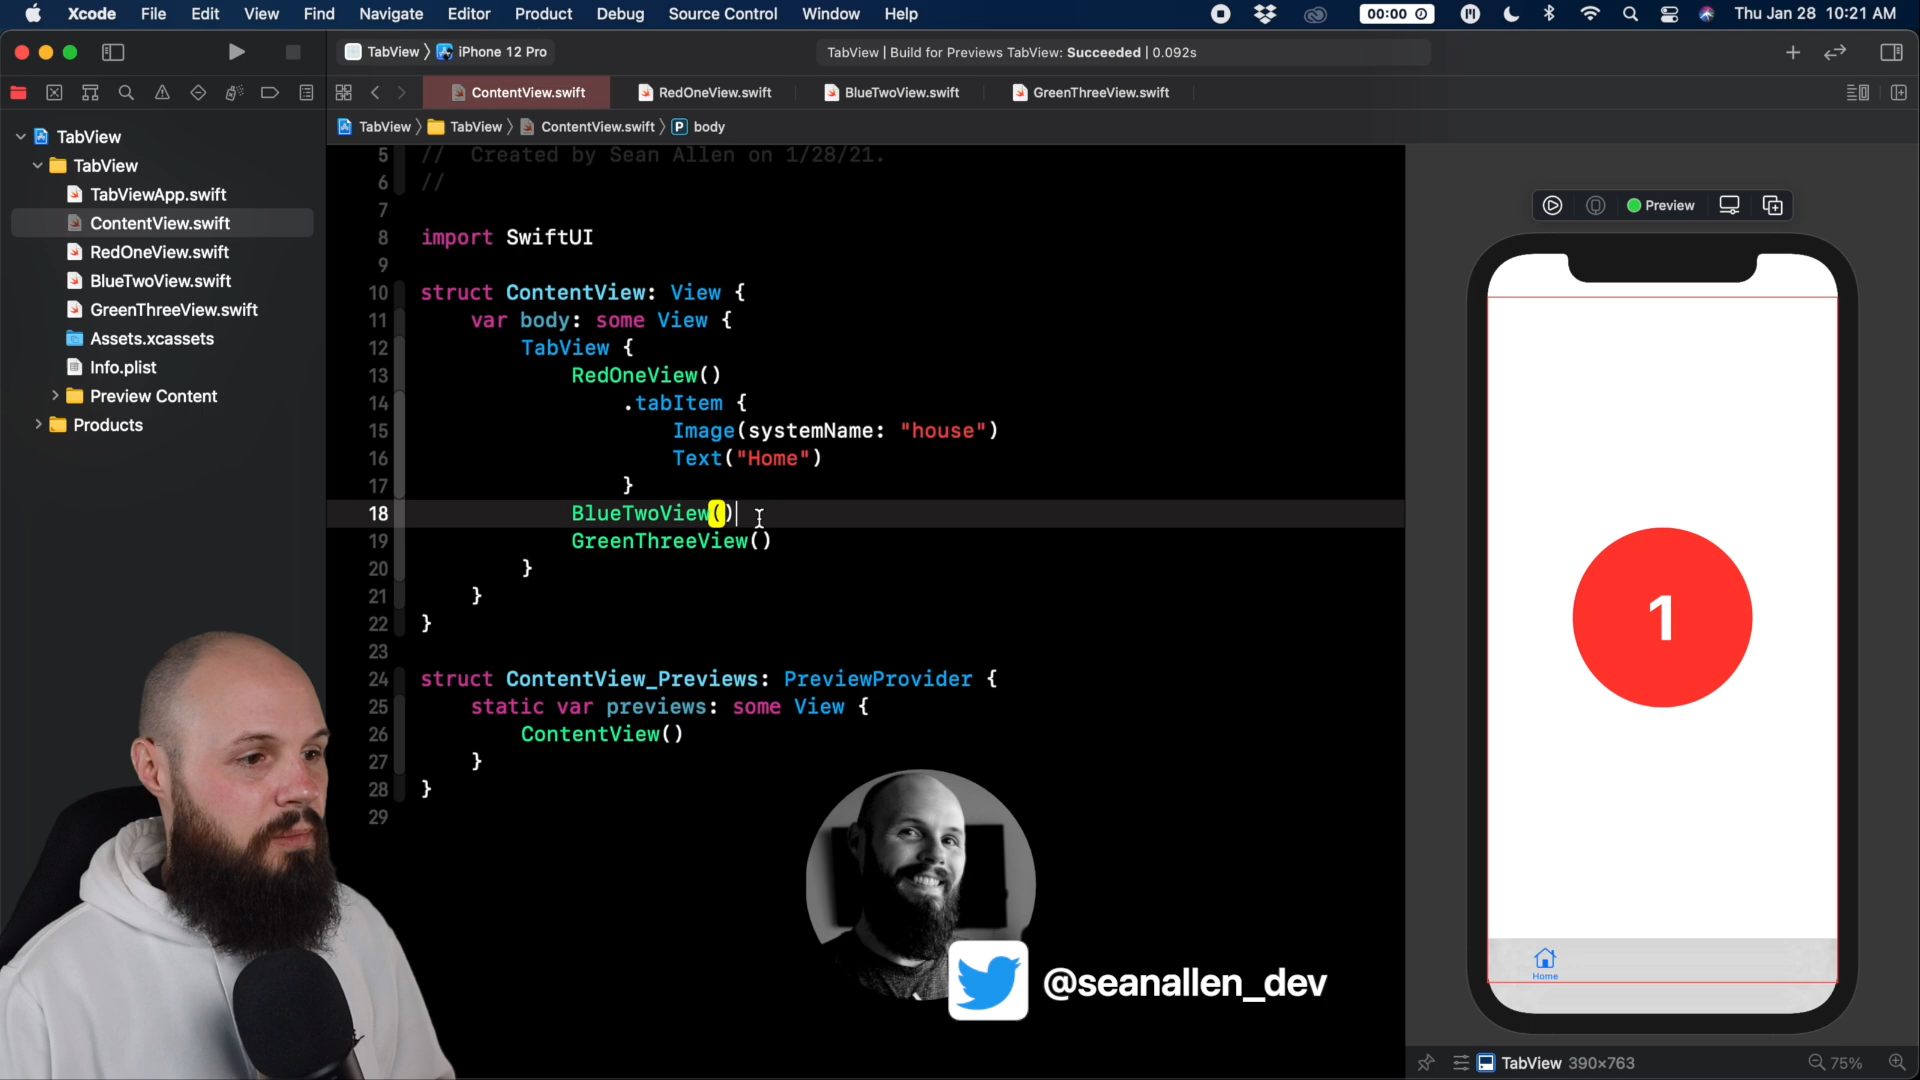 Xcode File Edit View Find Navigate Editor Product Debug Source Control Window Help 00:00 Thu Jan 28 10:21 AM
TabView iPhone 12 Pro
TabView | Build for Previews TabView: Succeeded | 0.092s
ContentView.swift RedOneView.swift BlueTwoView.swift GreenThreeView.swift
TabView TabView ContentView.swift P body
TabView
TabView
TabViewApp.swift
ContentView.swift
RedOneView.swift
BlueTwoView.swift
GreenThreeView.swift
Assets.xcassets
Info.plist
Preview Content
Products
5 //  Created by Sean Allen on 1/28/21.
6 //
7
8 import SwiftUI
9
10 struct ContentView: View {
11 var body: some View {
12 TabView {
13 RedOneView()
14 .tabItem {
15 Image(systemName: "house")
16 Text("Home")
17 }
18 BlueTwoView()
19 GreenThreeView()
20 }
21 }
22 }
23
24 struct ContentView_Previews: PreviewProvider {
25 static var previews: some View {
26 ContentView()
27 }
28 }
29
@seanallen_dev
Preview
1
Home
TabView 390×763 75%